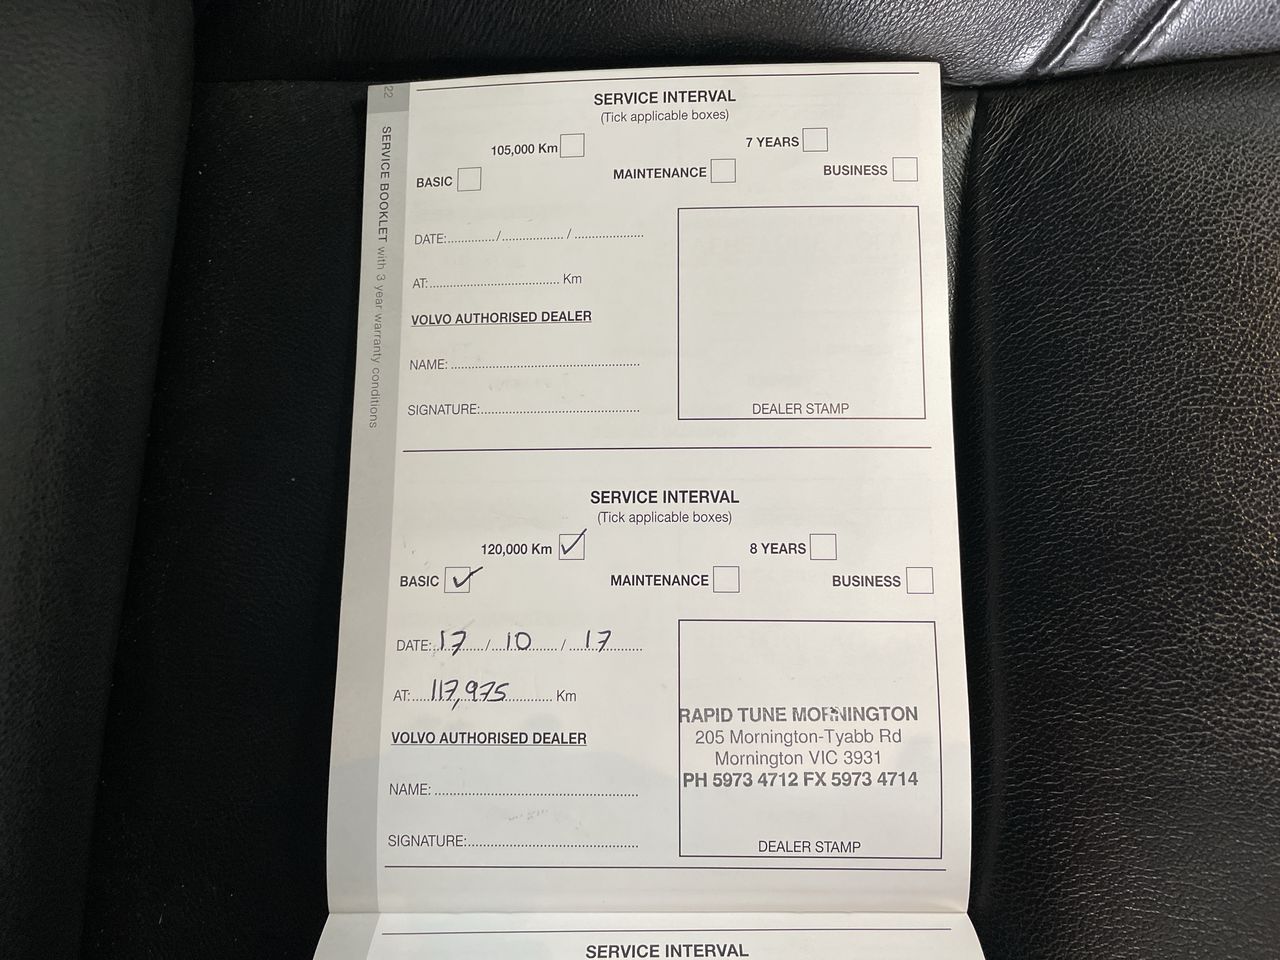 22
SERVICE BOOKLET with 3 year warranty conditions
SERVICE INTERVAL
(Tick applicable boxes)
105,000 Km
7 YEARS
BASIC
MAINTENANCE
BUSINESS
DATE:............/................/..................
AT:.................................. Km
VOLVO AUTHORISED DEALER
NAME: ..................................................
SIGNATURE:..........................................
DEALER STAMP
SERVICE INTERVAL
(Tick applicable boxes)
120,000 Km ✓
8 YEARS
BASIC ✓
MAINTENANCE
BUSINESS
DATE: 17 / 10 / 17
AT: 117,975 Km
VOLVO AUTHORISED DEALER
RAPID TUNE MORNINGTON
205 Mornington-Tyabb Rd
Mornington VIC 3931
PH 5973 4712 FX 5973 4714
NAME: ..................................................
SIGNATURE:..........................................
DEALER STAMP
SERVICE INTERVAL